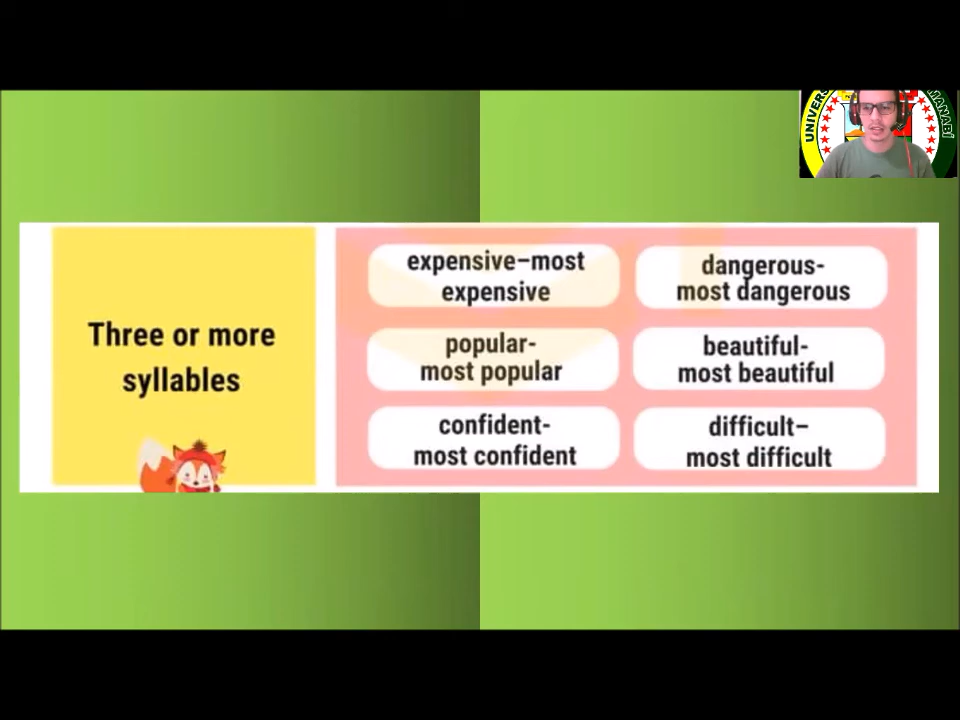 Three or more
syllables
expensive–most
expensive
dangerous-
most dangerous
popular-
most popular
beautiful-
most beautiful
confident-
most confident
difficult–
most difficult